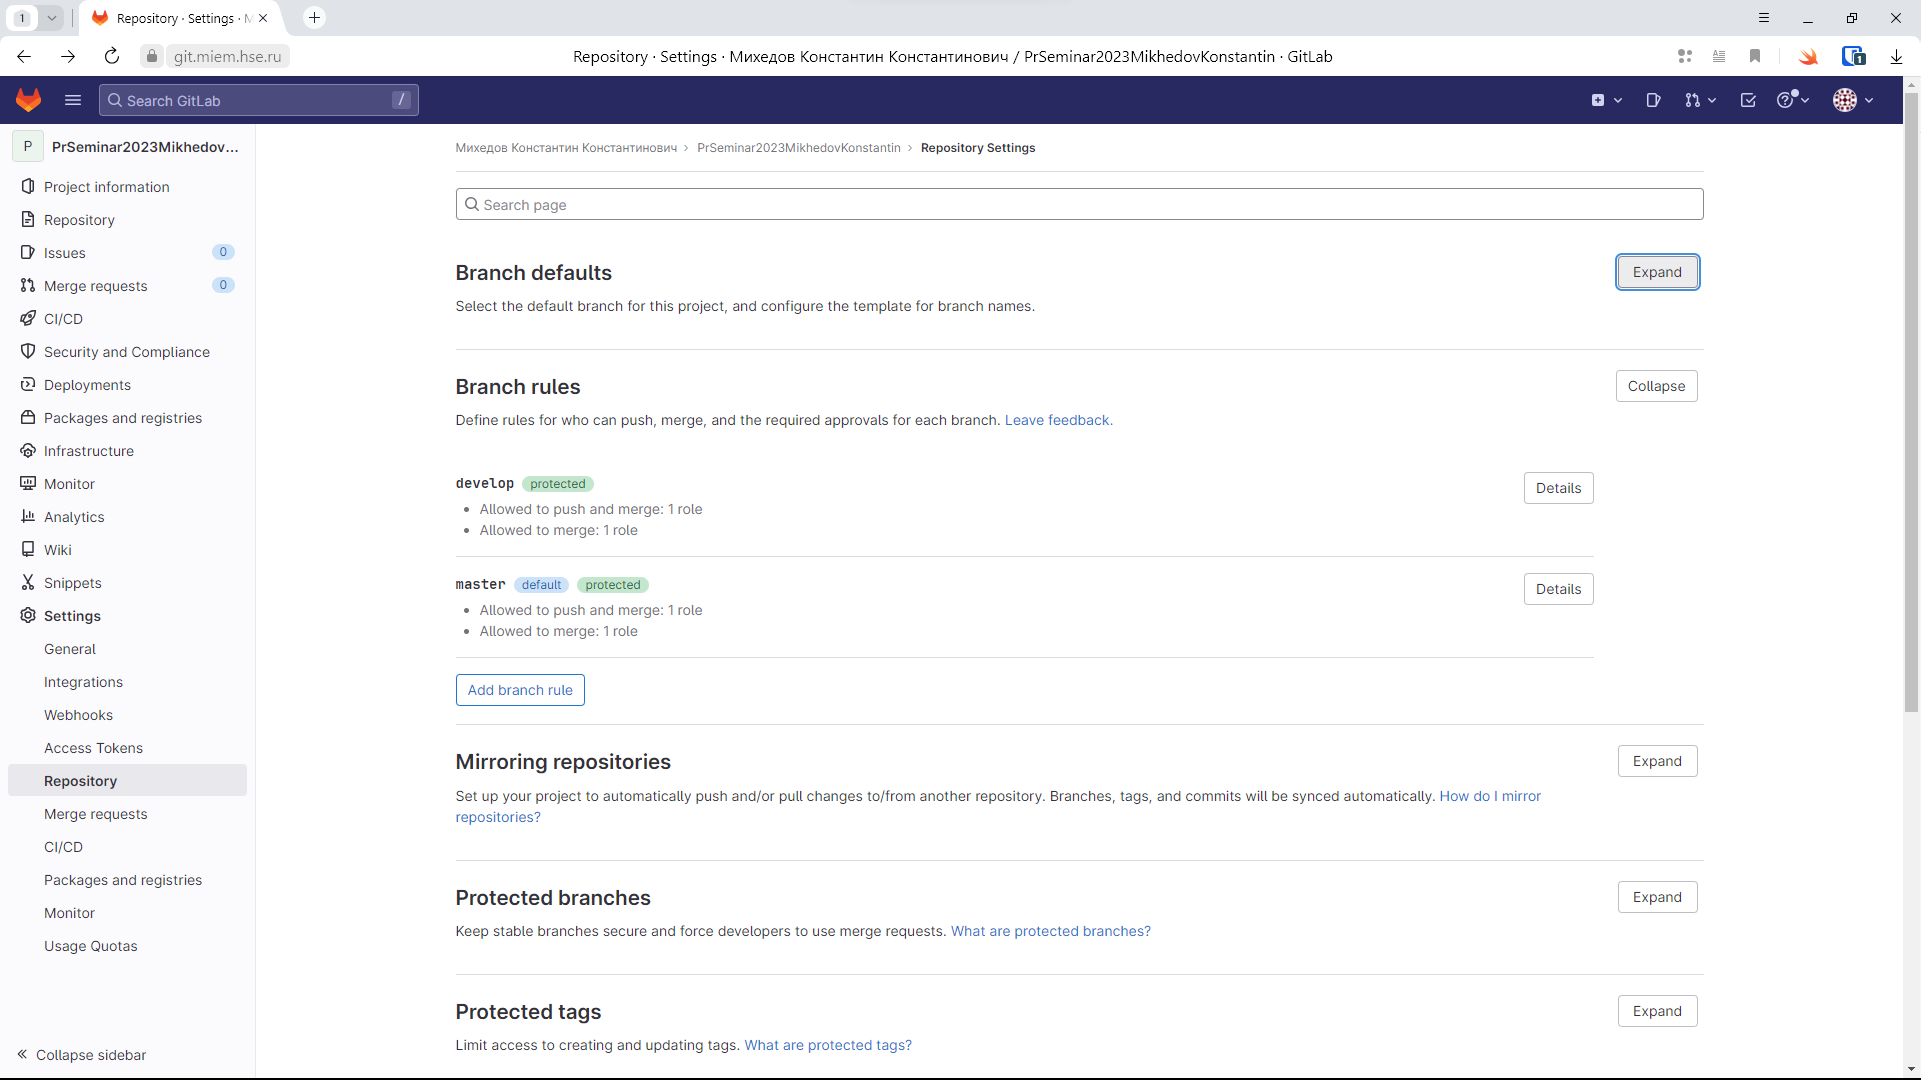 1
Repository · Settings · M
git.miem.hse.ru
Repository · Settings · Михедов Константин Константинович / PrSeminar2023MikhedovKonstantin · GitLab
1
Search GitLab
/
P
PrSeminar2023Mikhedov...
Project information
Repository
Issues
0
Merge requests
0
CI/CD
Security and Compliance
Deployments
Packages and registries
Infrastructure
Monitor
Analytics
Wiki
Snippets
Settings
General
Integrations
Webhooks
Access Tokens
Repository
Merge requests
CI/CD
Packages and registries
Monitor
Usage Quotas
Collapse sidebar
Михедов Константин Константинович › PrSeminar2023MikhedovKonstantin › Repository Settings
Search page
Branch defaults
Expand
Select the default branch for this project, and configure the template for branch names.
Branch rules
Collapse
Define rules for who can push, merge, and the required approvals for each branch. Leave feedback.
develop protected
Details
• Allowed to push and merge: 1 role
• Allowed to merge: 1 role
master default protected
Details
• Allowed to push and merge: 1 role
• Allowed to merge: 1 role
Add branch rule
Mirroring repositories
Expand
Set up your project to automatically push and/or pull changes to/from another repository. Branches, tags, and commits will be synced automatically. How do I mirror
repositories?
Protected branches
Expand
Keep stable branches secure and force developers to use merge requests. What are protected branches?
Protected tags
Expand
Limit access to creating and updating tags. What are protected tags?